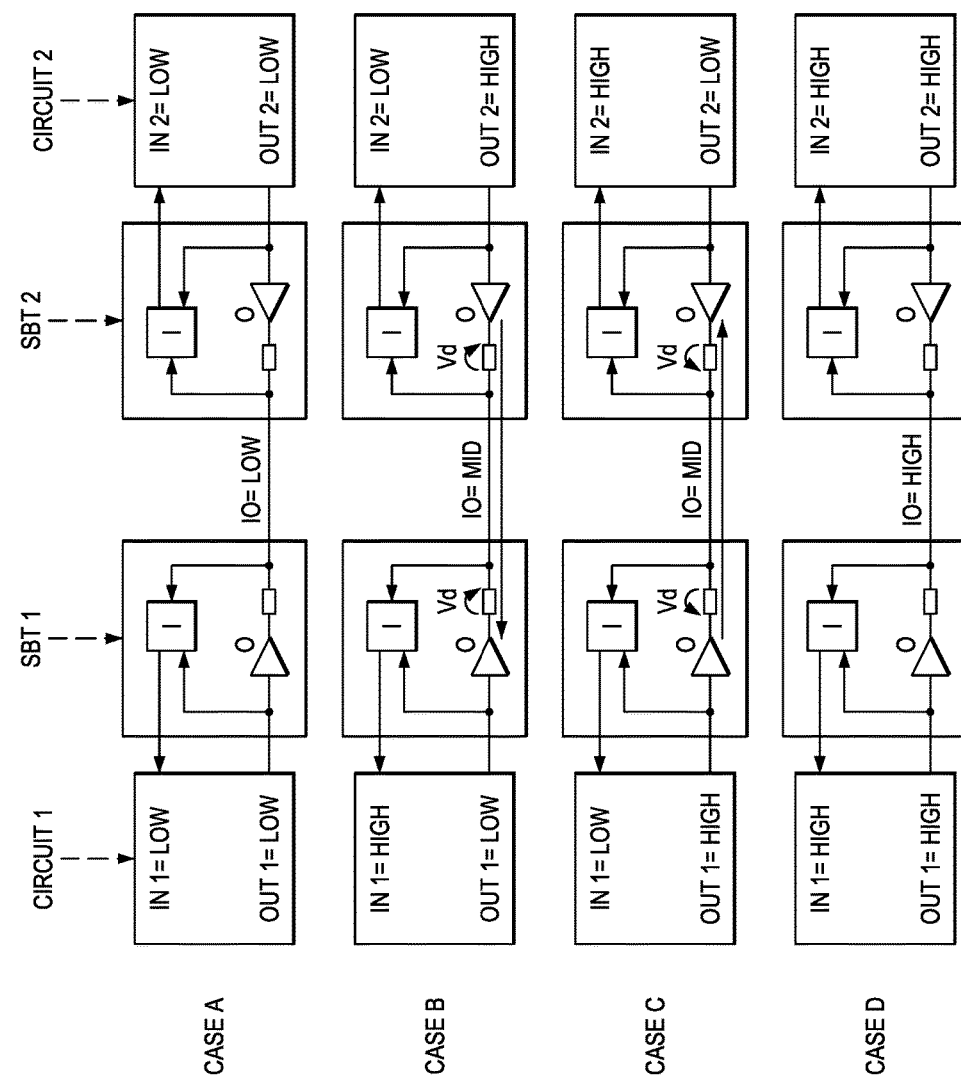 CIRCUIT 1
SBT 1
SBT 2
CIRCUIT 2
CASE A
IN 1= LOW
OUT 1= LOW
I
O
IO= LOW
I
O
IN 2= LOW
OUT 2= LOW
CASE B
IN 1= HIGH
OUT 1= LOW
I
O
Vd
IO= MID
I
Vd
O
IN 2= LOW
OUT 2= HIGH
CASE C
IN 1= LOW
OUT 1= HIGH
I
O
Vd
IO= MID
I
Vd
O
IN 2= HIGH
OUT 2= LOW
CASE D
IN 1= HIGH
OUT 1= HIGH
I
O
IO= HIGH
I
O
IN 2= HIGH
OUT 2= HIGH